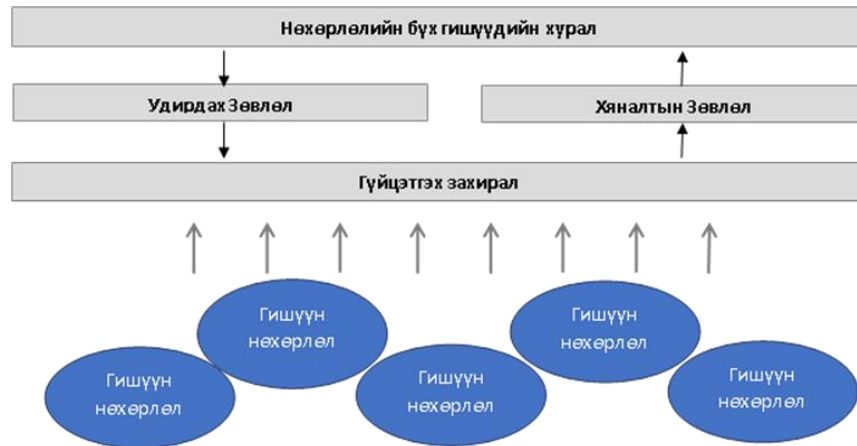 Нөхөрлөлийн бүх гишүүдийн хурал
Удирдах Зөвлөл
Хяналтын Зөвлөл
Гүйцэтгэх захирал
Гишүүн
нөхөрлөл
Гишүүн
нөхөрлөл
Гишүүн
нөхөрлөл
Гишүүн
нөхөрлөл
Гишүүн
нөхөрлөл